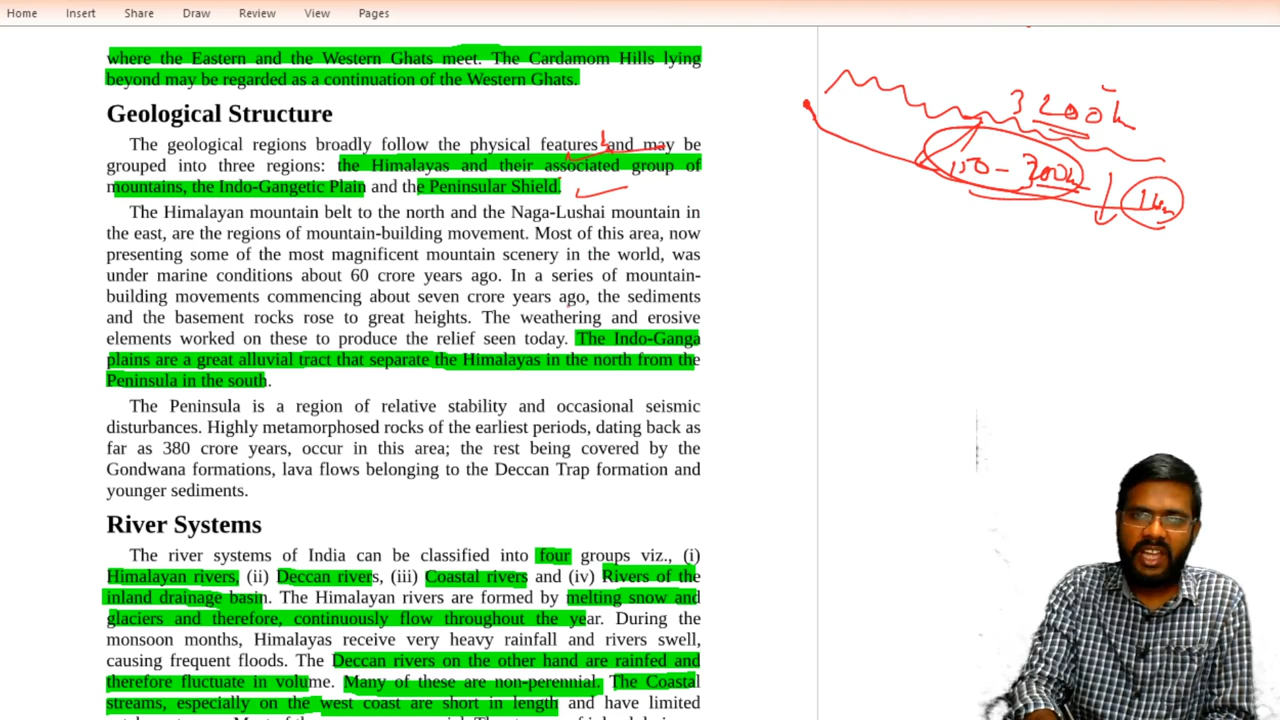 Home Insert Share Draw Review View Pages
where the Eastern and the Western Ghats meet. The Cardamom Hills lying
beyond may be regarded as a continuation of the Western Ghats.
Geological Structure
The geological regions broadly follow the physical features and may be
grouped into three regions: the Himalayas and their associated group of
mountains, the Indo-Gangetic Plain and the Peninsular Shield.
The Himalayan mountain belt to the north and the Naga-Lushai mountain in
the east, are the regions of mountain-building movement. Most of this area, now
presenting some of the most magnificent mountain scenery in the world, was
under marine conditions about 60 crore years ago. In a series of mountain-
building movements commencing about seven crore years ago, the sediments
and the basement rocks rose to great heights. The weathering and erosive
elements worked on these to produce the relief seen today. The Indo-Ganga
plains are a great alluvial tract that separate the Himalayas in the north from the
Peninsula in the south.
The Peninsula is a region of relative stability and occasional seismic
disturbances. Highly metamorphosed rocks of the earliest periods, dating back as
far as 380 crore years, occur in this area; the rest being covered by the
Gondwana formations, lava flows belonging to the Deccan Trap formation and
younger sediments.
River Systems
The river systems of India can be classified into four groups viz., (i)
Himalayan rivers, (ii) Deccan rivers, (iii) Coastal rivers and (iv) Rivers of the
inland drainage basin. The Himalayan rivers are formed by melting snow and
glaciers and therefore, continuously flow throughout the year. During the
monsoon months, Himalayas receive very heavy rainfall and rivers swell,
causing frequent floods. The Deccan rivers on the other hand are rainfed and
therefore fluctuate in volume. Many of these are non-perennial. The Coastal
streams, especially on the west coast are short in length and have limited
3200k
150-300k